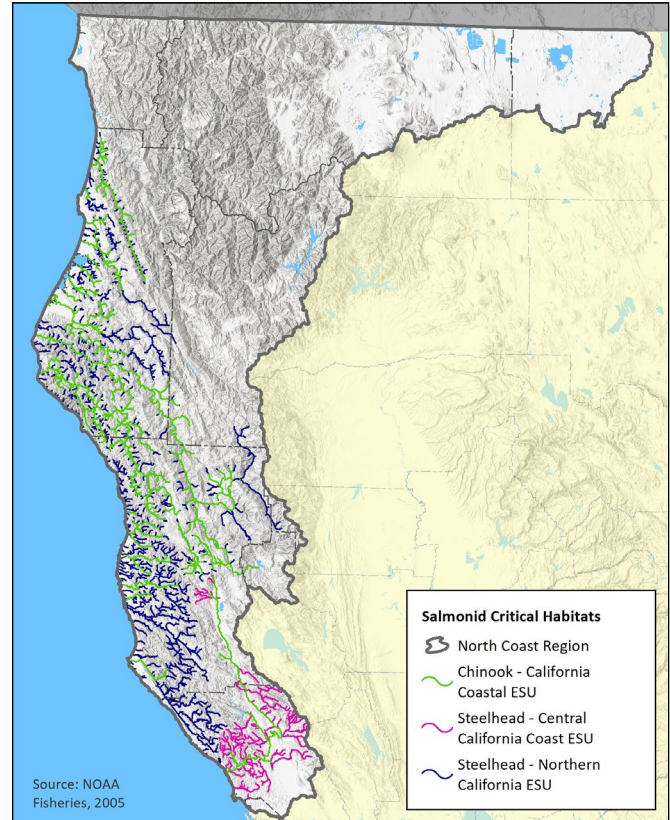 Salmonid Critical Habitats
North Coast Region
Chinook - California
Coastal ESU
Steelhead - Central
California Coast ESU
Steelhead - Northern
California ESU
Source: NOAA
Fisheries, 2005